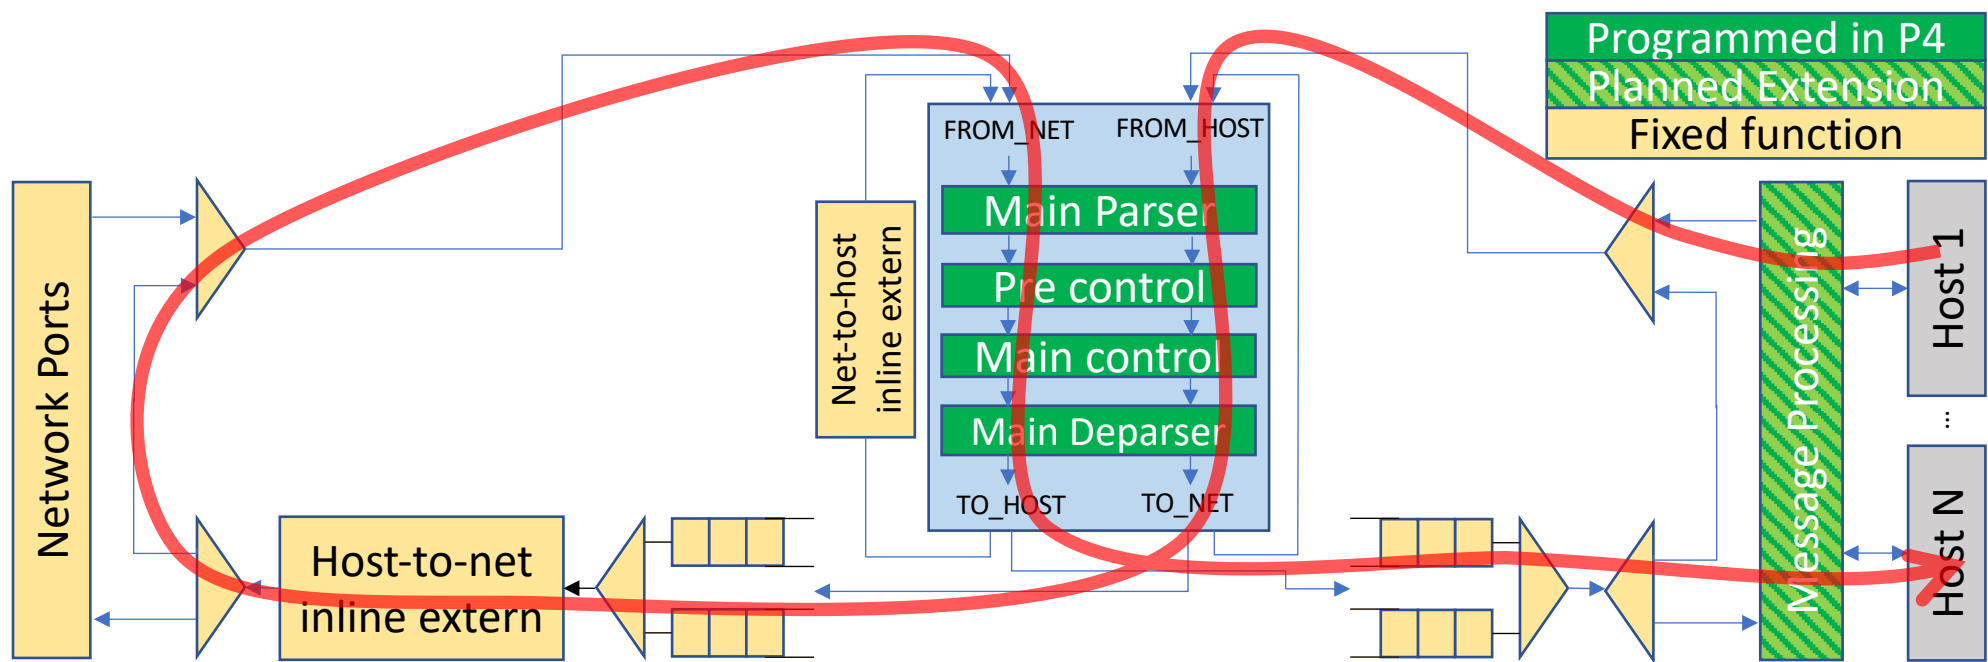 Programmed in P4
Planned Extension
Fixed function
FROM_NET
FROM_HOST
Main Parser
Pre control
Main control
Main Deparser
TO_HOST
TO_NET
Network Ports
Net-to-host
inline extern
Host-to-net
inline extern
Message Processing
Host 1
...
Host N